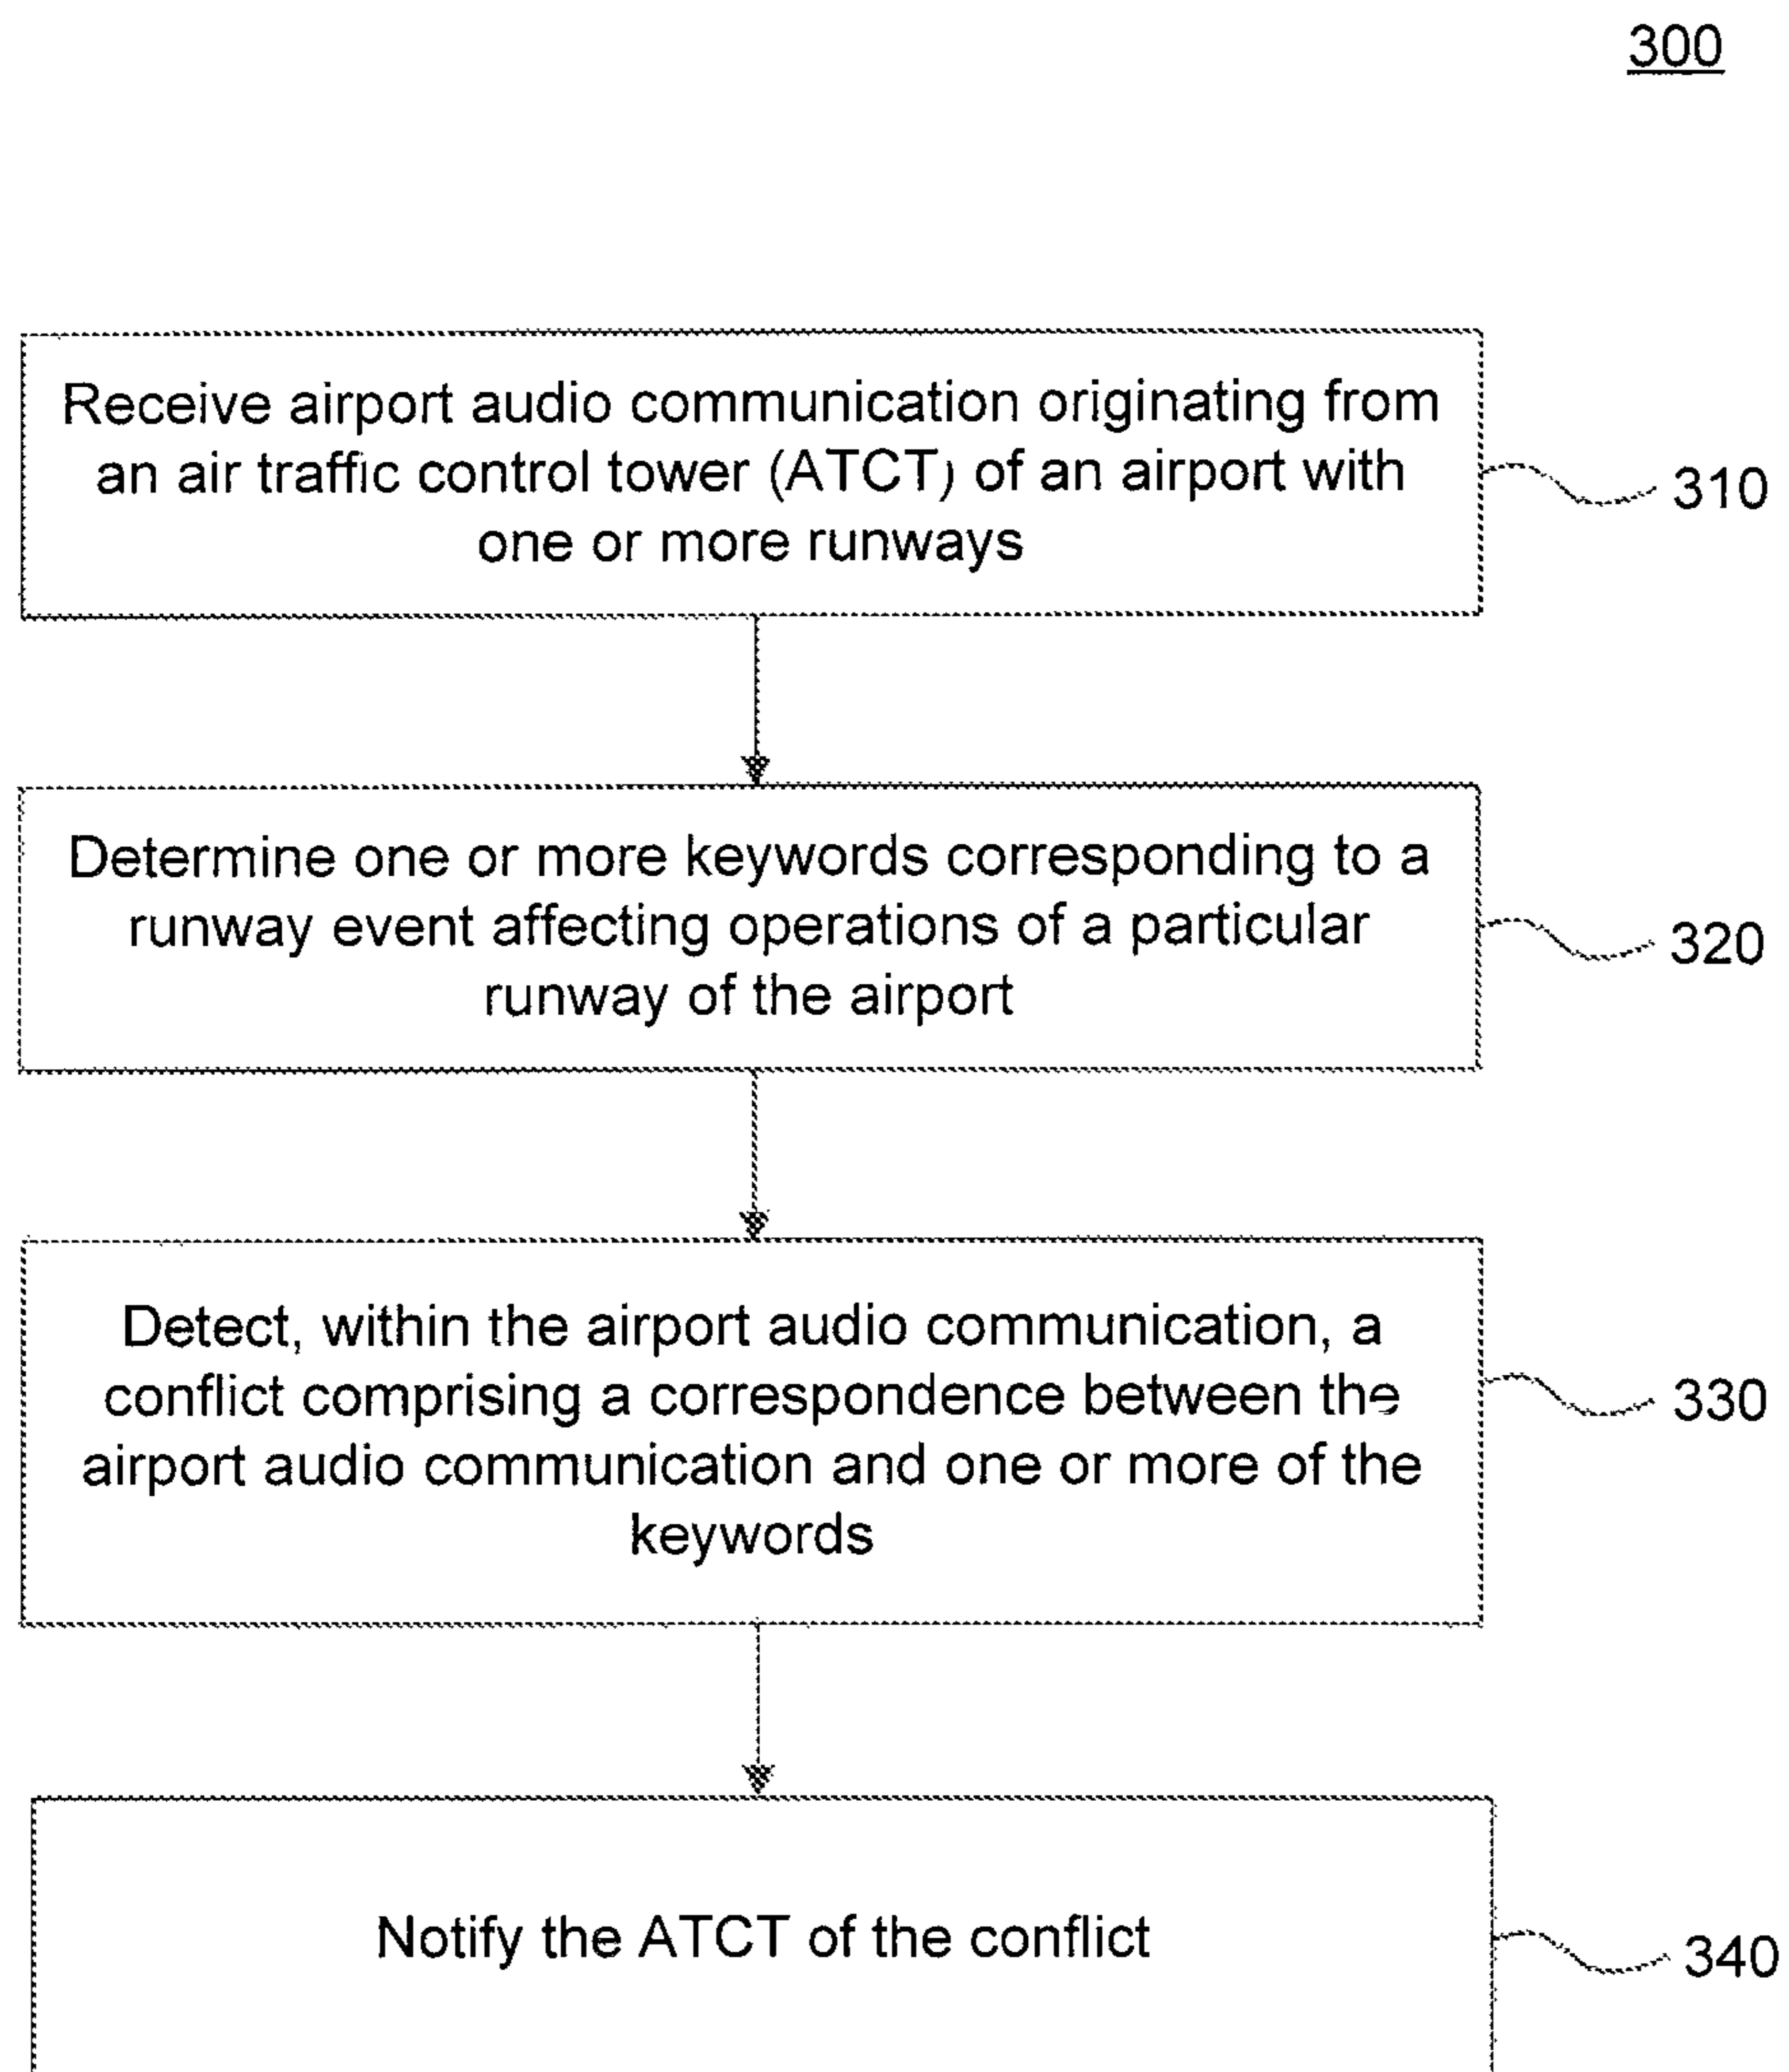 300
Receive airport audio communication originating from
an air traffic control tower (ATCT) of an airport with
one or more runways
310
Determine one or more keywords corresponding to a
runway event affecting operations of a particular
runway of the airport
320
Detect, within the airport audio communication, a
conflict comprising a correspondence between the
airport audio communication and one or more of the
keywords
330
Notify the ATCT of the conflict
340